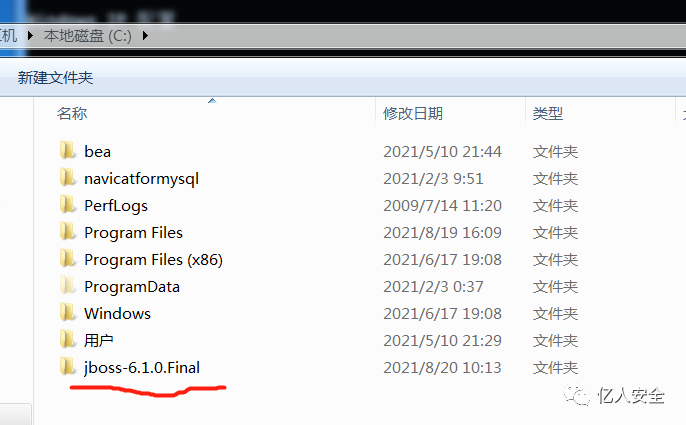 机 ▸ 本地磁盘 (C:) ▸
新建文件夹
名称 修改日期 类型
bea 2021/5/10 21:44 文件夹
navicatformysql 2021/2/3 9:51 文件夹
PerfLogs 2009/7/14 11:20 文件夹
Program Files 2021/8/19 16:09 文件夹
Program Files (x86) 2021/6/17 19:08 文件夹
ProgramData 2021/2/3 0:37 文件夹
Windows 2021/6/17 19:08 文件夹
用户 2021/5/10 21:29 文件夹
jboss-6.1.0.Final 2021/8/20 10:13 文件夹
亿人安全